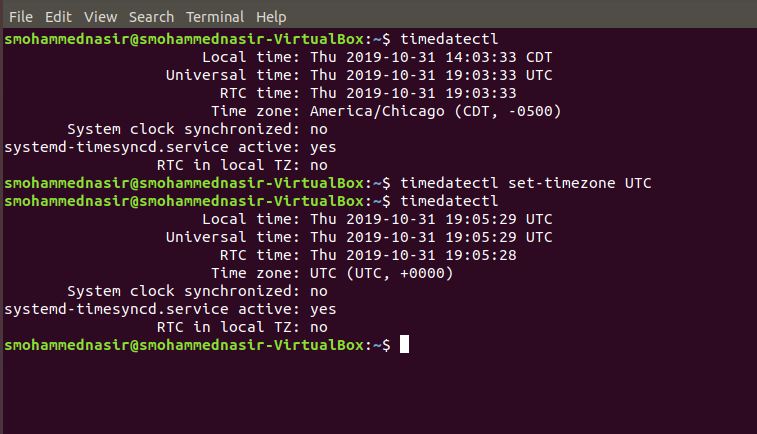 File Edit View Search Terminal Help
smohammednasir@smohammednasir-VirtualBox:~$ timedatectl
Local time: Thu 2019-10-31 14:03:33 CDT
Universal time: Thu 2019-10-31 19:03:33 UTC
RTC time: Thu 2019-10-31 19:03:33
Time zone: America/Chicago (CDT, -0500)
System clock synchronized: no
systemd-timesyncd.service active: yes
RTC in local TZ: no
smohammednasir@smohammednasir-VirtualBox:~$ timedatectl set-timezone UTC
smohammednasir@smohammednasir-VirtualBox:~$ timedatectl
Local time: Thu 2019-10-31 19:05:29 UTC
Universal time: Thu 2019-10-31 19:05:29 UTC
RTC time: Thu 2019-10-31 19:05:28
Time zone: UTC (UTC, +0000)
System clock synchronized: no
systemd-timesyncd.service active: yes
RTC in local TZ: no
smohammednasir@smohammednasir-VirtualBox:~$